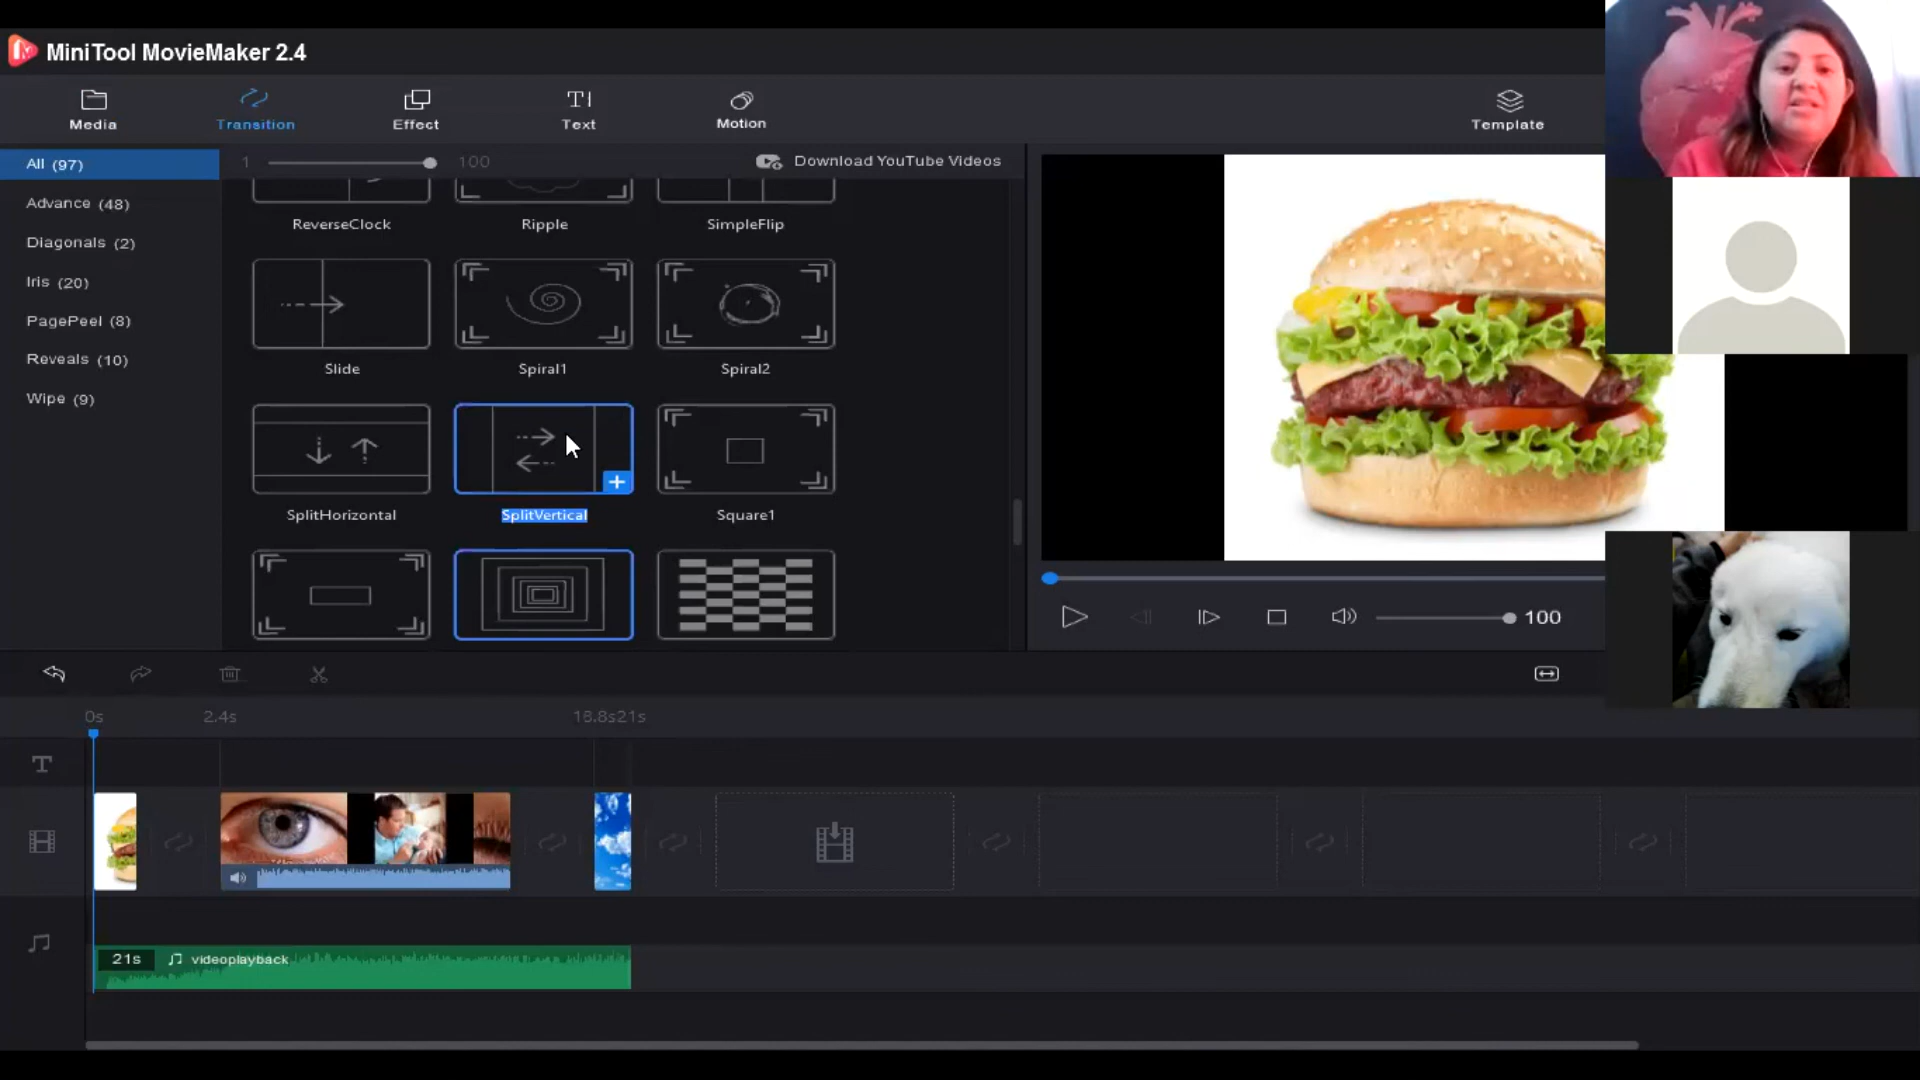 MiniTool MovieMaker 2.4
Media
Transition
Effect
Text
Motion
Template
All (97)
1
100
Download YouTube Videos
Advance (48)
Diagonals (2)
Iris (20)
PagePeel (8)
Reveals (10)
Wipe (9)
ReverseClock
Ripple
SimpleFlip
Slide
Spiral1
Spiral2
SplitHorizontal
SplitVertical
Square1
100
0s
2.4s
18.8s21s
21s
videoplayback